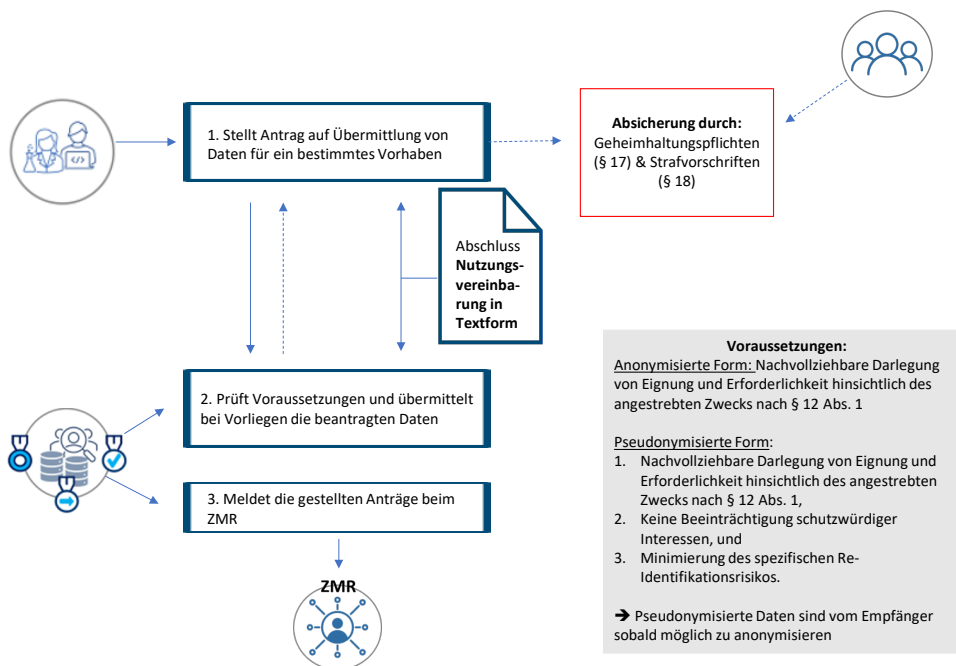 1. Stellt Antrag auf Übermittlung von
Daten für ein bestimmtes Vorhaben
Absicherung durch:
Geheimhaltungspflichten
(§ 17) & Strafvorschriften
(§ 18)
Abschluss
Nutzungs-
vereinba-
rung in
Textform
2. Prüft Voraussetzungen und übermittelt
bei Vorliegen die beantragten Daten
3. Meldet die gestellten Anträge beim
ZMR
ZMR
Voraussetzungen:
Anonymisierte Form: Nachvollziehbare Darlegung
von Eignung und Erforderlichkeit hinsichtlich des
angestrebten Zwecks nach § 12 Abs. 1
Pseudonymisierte Form:
1. Nachvollziehbare Darlegung von Eignung und
Erforderlichkeit hinsichtlich des angestrebten
Zwecks nach § 12 Abs. 1,
2. Keine Beeinträchtigung schutzwürdiger
Interessen, und
3. Minimierung des spezifischen Re-
Identifikationsrisikos.
➔ Pseudonymisierte Daten sind vom Empfänger
sobald möglich zu anonymisieren